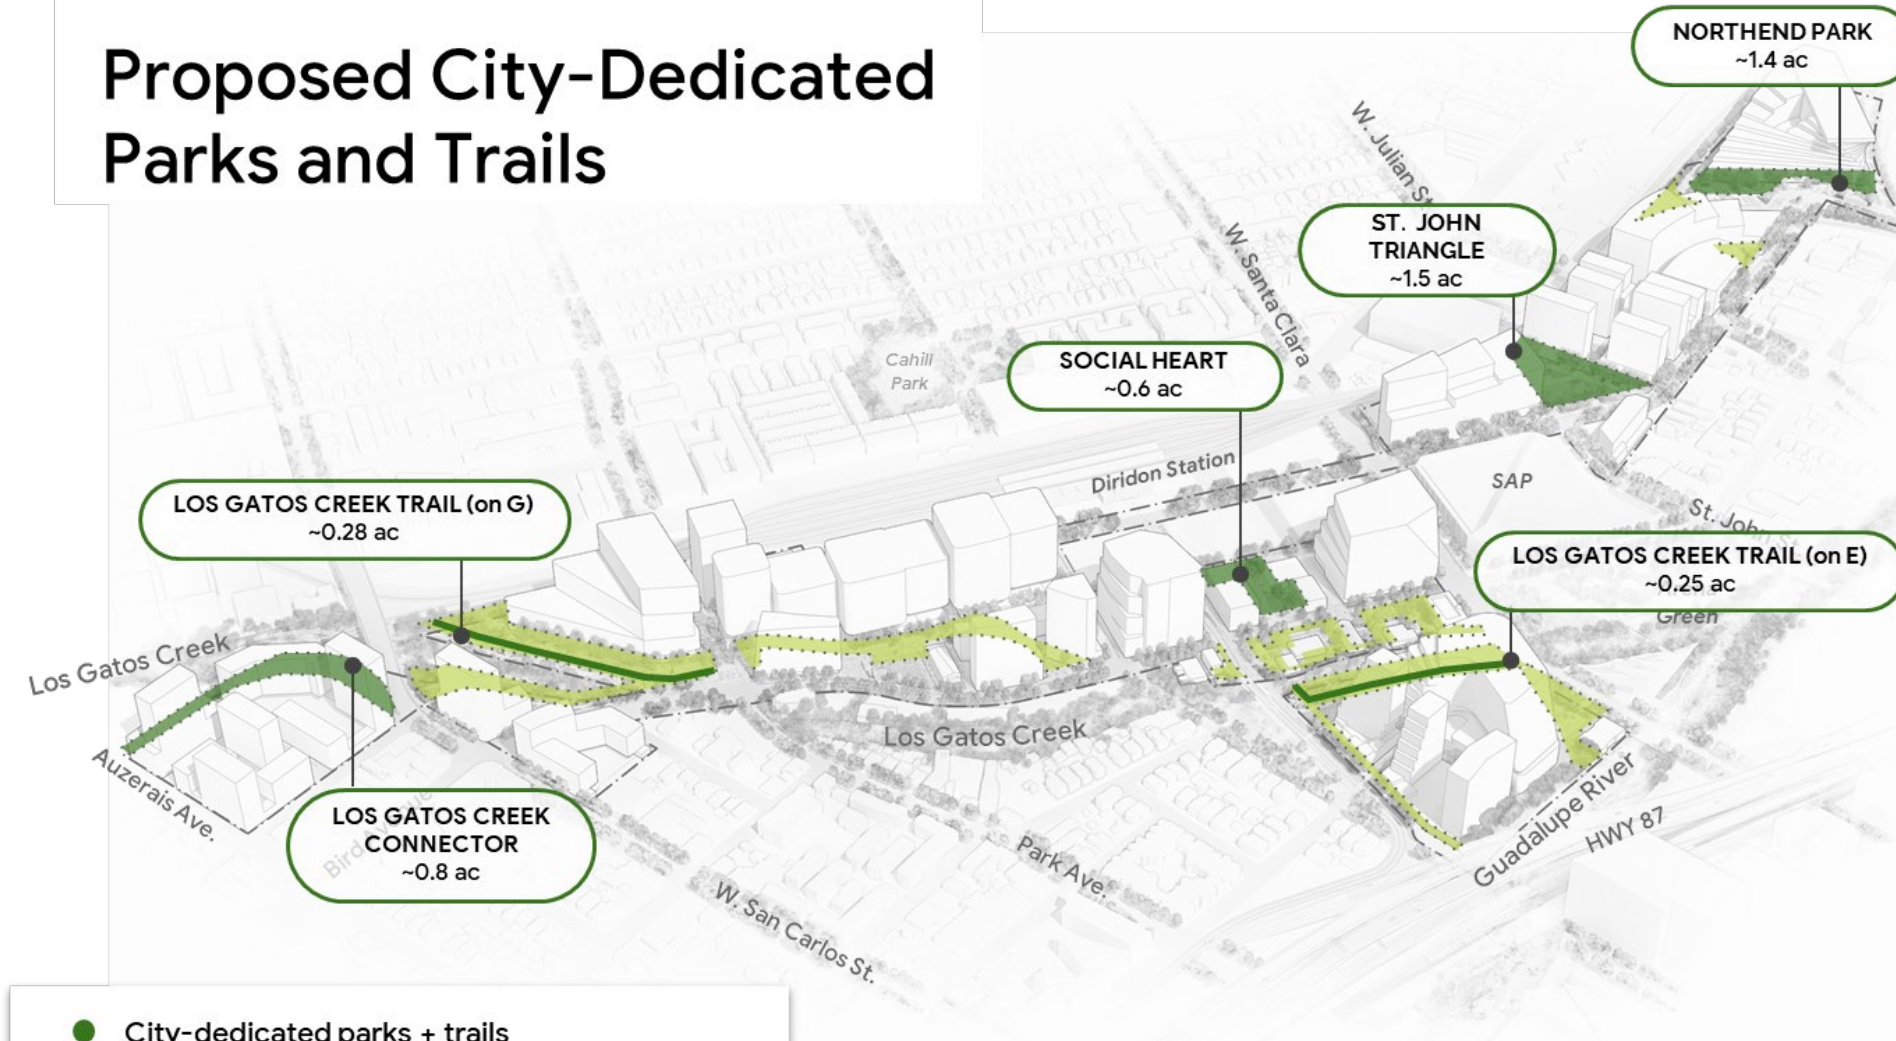 Proposed City-Dedicated
Parks and Trails
NORTHEND PARK
~1.4 ac
W. Julian St.
ST. JOHN
TRIANGLE
~1.5 ac
W. Santa Clara
SOCIAL HEART
~0.6 ac
Cahill
Park
Diridon Station
SAP
St. John St.
LOS GATOS CREEK TRAIL (on G)
~0.28 ac
LOS GATOS CREEK TRAIL (on E)
~0.25 ac
Green
Los Gatos Creek
Los Gatos Creek
Auzerais Ave.
LOS GATOS CREEK
CONNECTOR
~0.8 ac
Park Ave.
W. San Carlos St.
Guadalupe River
HWY 87
City-dedicated parks + trails